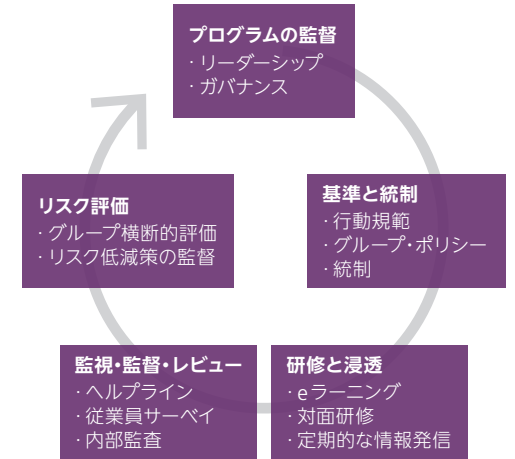 プログラムの監督
・リーダーシップ
・ガバナンス
基準と統制
・行動規範
・グループ・ポリシー
・統制
研修と浸透
・eラーニング
・対面研修
・定期的な情報発信
監視・監督・レビュー
・ヘルプライン
・従業員サーベイ
・内部監査
リスク評価
・グループ横断的評価
・リスク低減策の監督